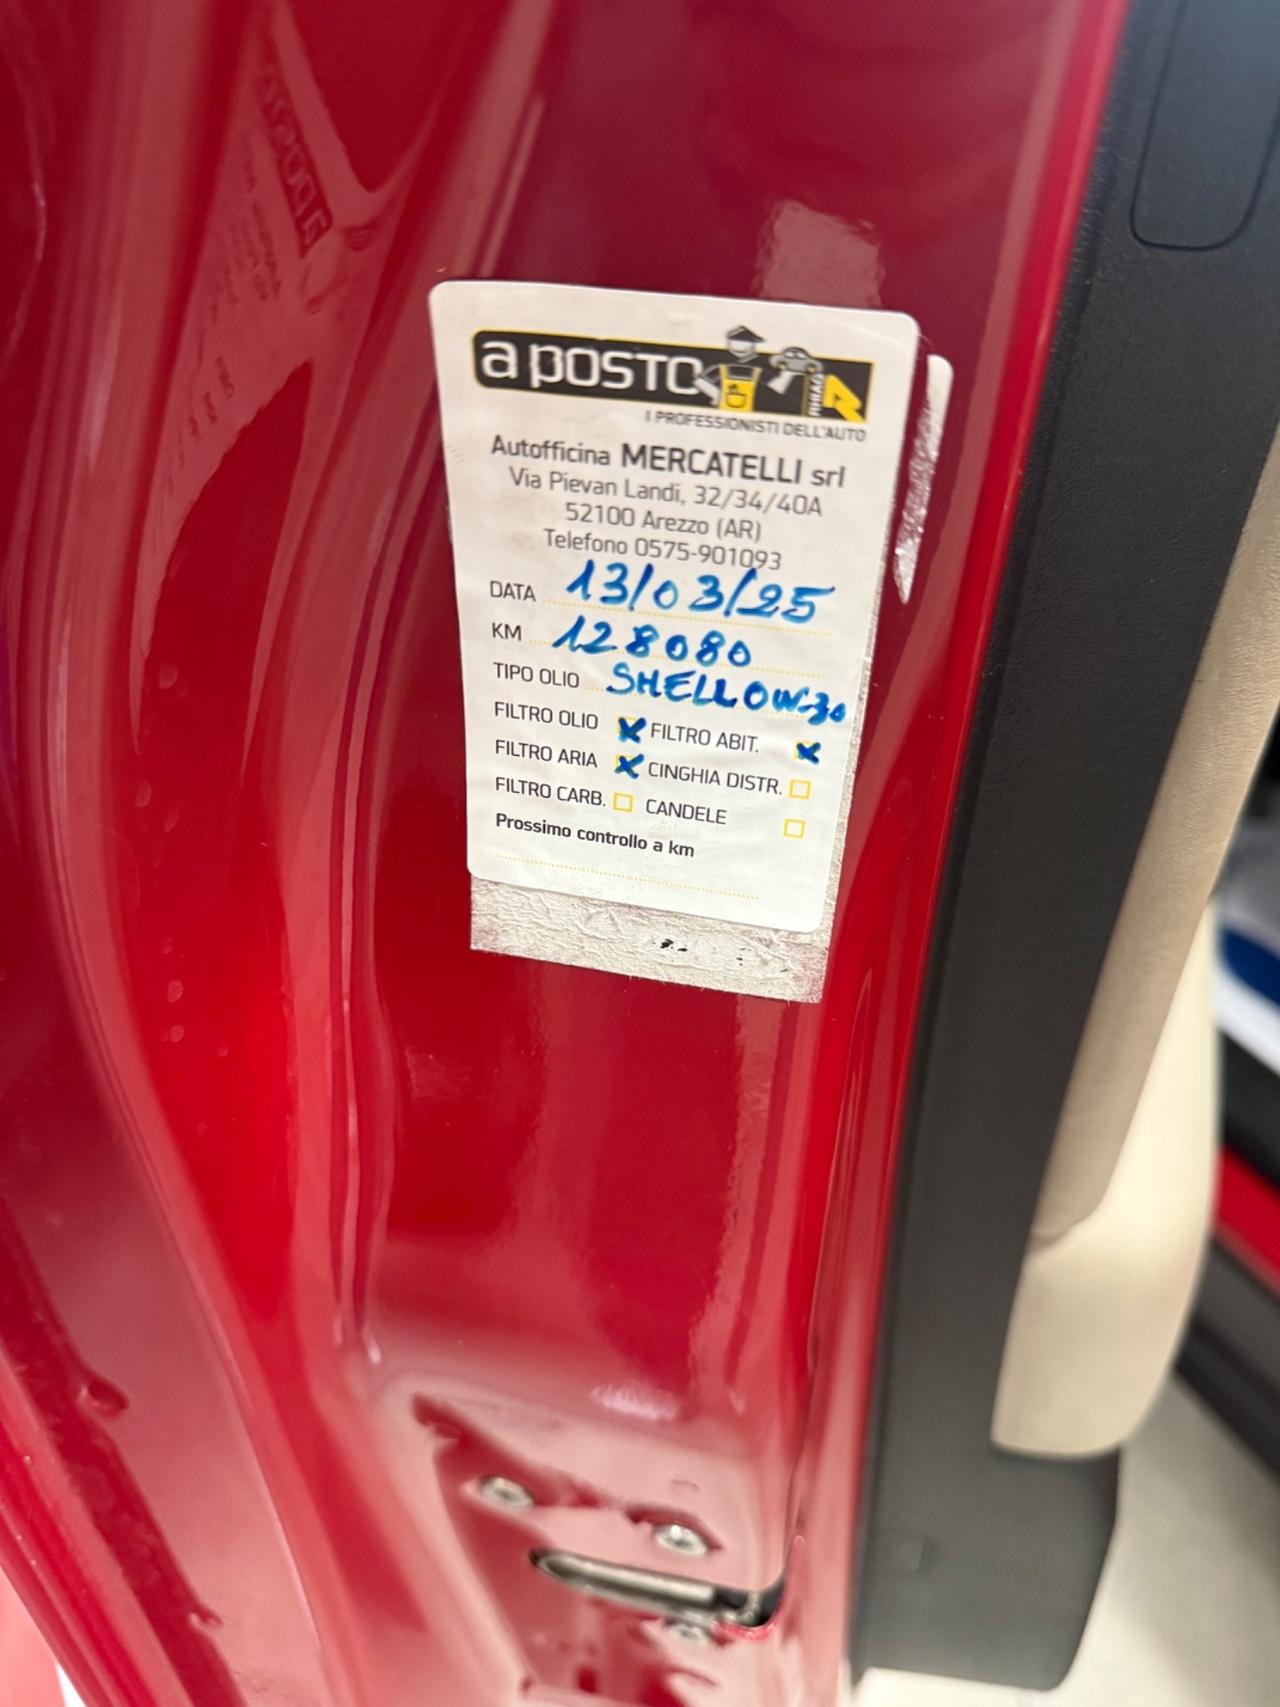 a posto
RHIAG
I PROFESSIONISTI DELL'AUTO
Autofficina MERCATELLI srl
Via Pievan Landi, 32/34/40A
52100 Arezzo (AR)
Telefono 0575-901093
DATA 13/03/25
KM 128080
TIPO OLIO SHELL 0W-30
FILTRO OLIO FILTRO ABIT.
FILTRO ARIA CINGHIA DISTR.
FILTRO CARB. CANDELE
Prossimo controllo a km